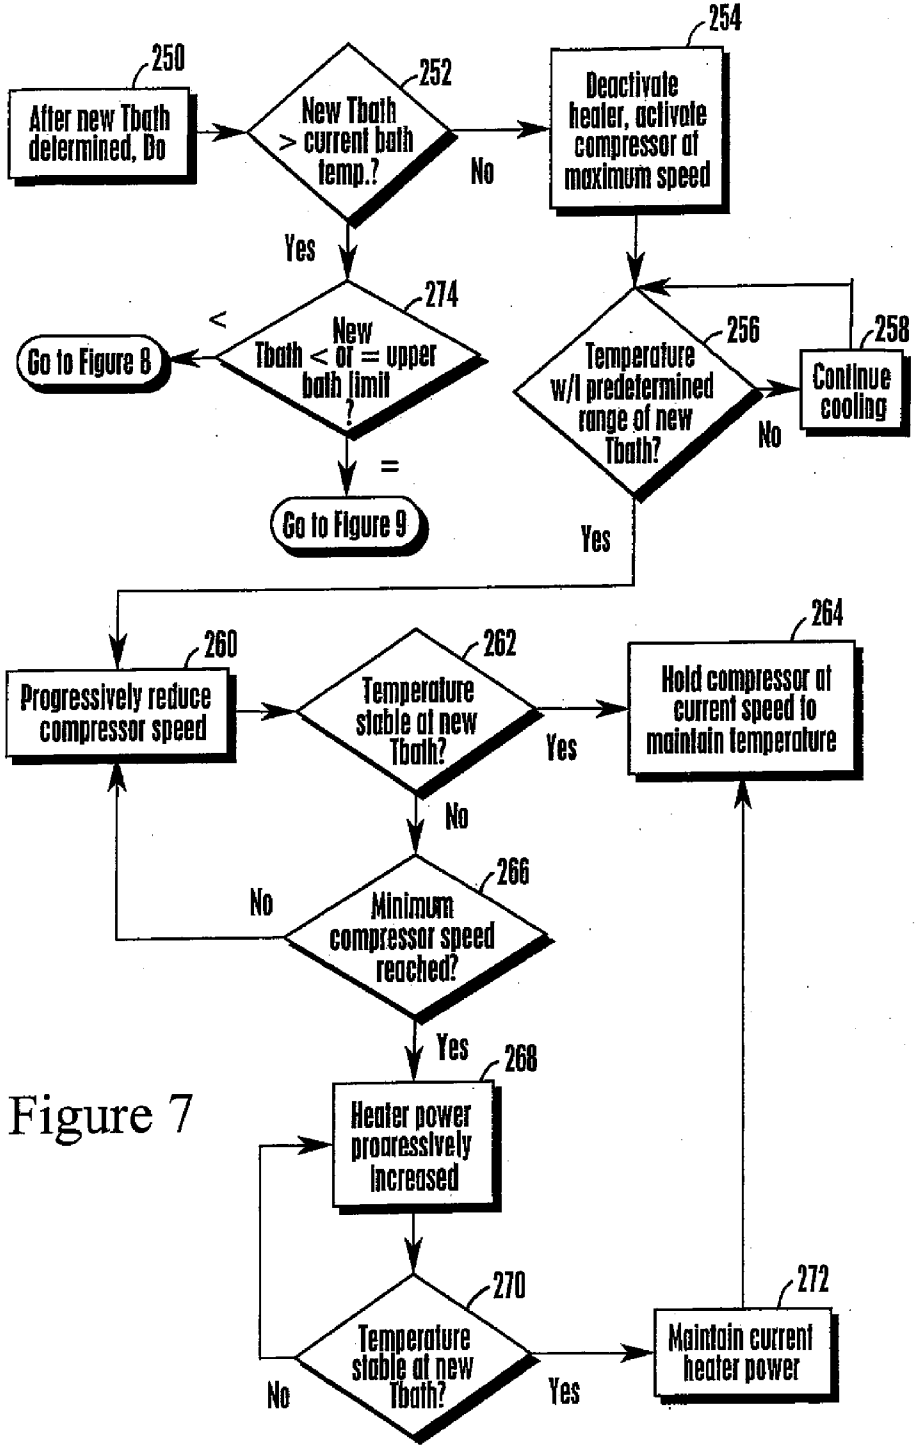 250
After new Tbath
determined, Do
252
New Tbath
> current bath
temp.?
No
Yes
254
Deactivate
heater, activate
compressor at
maximum speed
274
New
Tbath < or = upper
bath limit
?
<
Go to Figure 8
=
Go to Figure 9
256
Temperature
w/I predetermined
range of new
Tbath?
No
Yes
258
Continue
cooling
260
Progressively reduce
compressor speed
262
Temperature
stable at new
Tbath?
Yes
No
264
Hold compressor at
current speed to
maintain temperature
266
Minimum
compressor speed
reached?
No
Yes
268
Heater power
progressively
increased
Figure 7
270
Temperature
stable at new
Tbath?
No
Yes
272
Maintain current
heater power